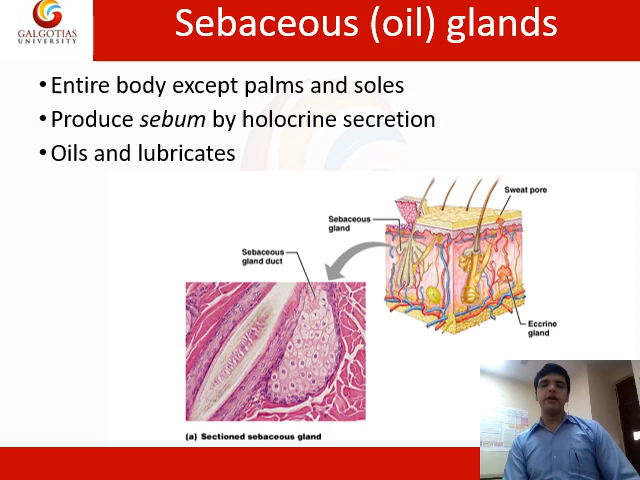 GALGOTIAS
UNIVERSITY
Sebaceous (oil) glands
• Entire body except palms and soles
• Produce sebum by holocrine secretion
• Oils and lubricates
Sweat pore
Sebaceous
gland
Sebaceous
gland duct
Eccrine
gland
(a) Sectioned sebaceous gland